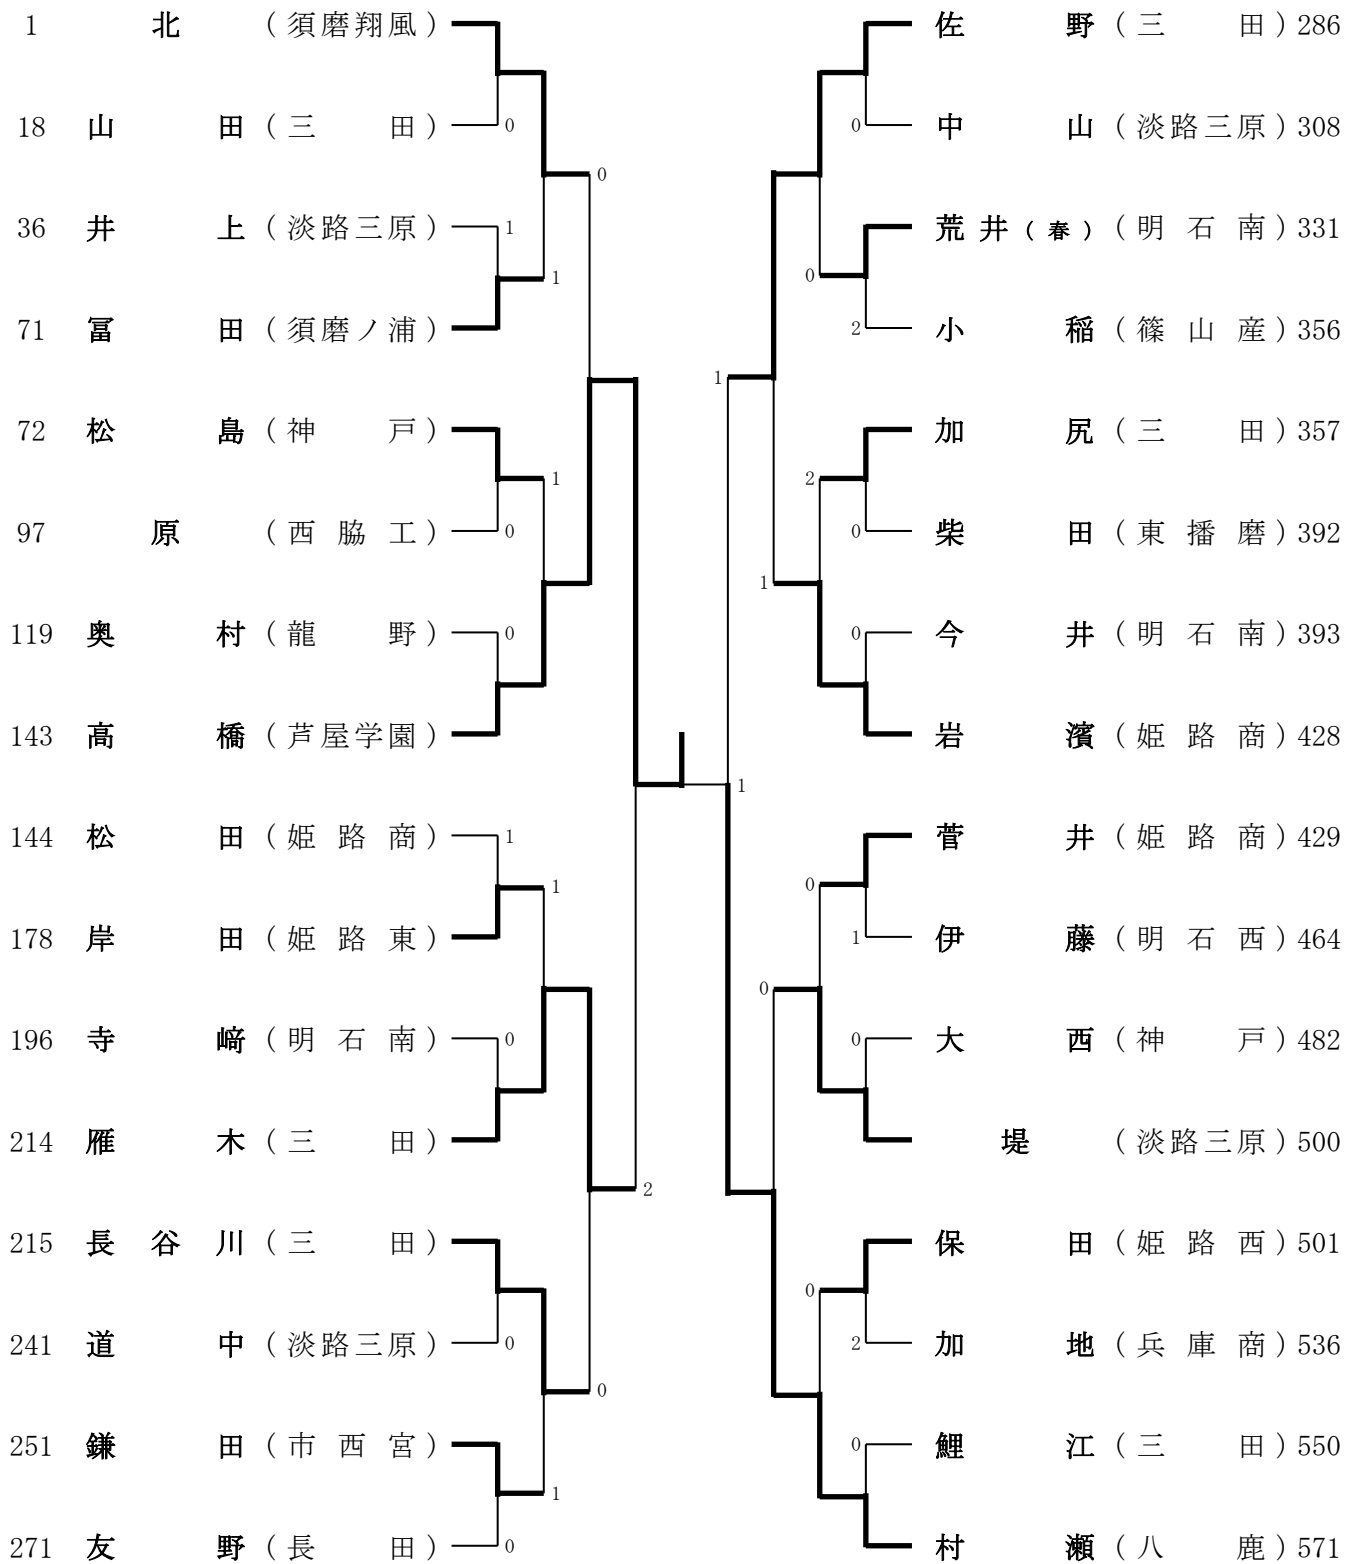 1 北 （須磨翔風）
18 山田（三田） 0
0
36 井上（淡路三原） 1
1
71 冨田（須磨ノ浦）
72 松島（神戸）
1
97 原 （西脇工） 0
119 奥村（龍野） 0
143 高橋（芦屋学園）
144 松田（姫路商） 1
1
178 岸田（姫路東）
196 寺﨑（明石南） 0
214 雁木（三田）
2
215 長谷川（三田）
241 道中（淡路三原） 0
0
251 鎌田（市西宮）
1
271 友野（長田） 0
佐野（三田）286
0 中山（淡路三原）308
荒井（春）（明石南）331
0
2 小稲（篠山産）356
1
加尻（三田）357
2
0 柴田（東播磨）392
1
0 今井（明石南）393
岩濱（姫路商）428
1
菅井（姫路商）429
0
1 伊藤（明石西）464
0
0 大西（神戸）482
堤 （淡路三原）500
保田（姫路西）501
0
2 加地（兵庫商）536
0 鯉江（三田）550
村瀬（八鹿）571